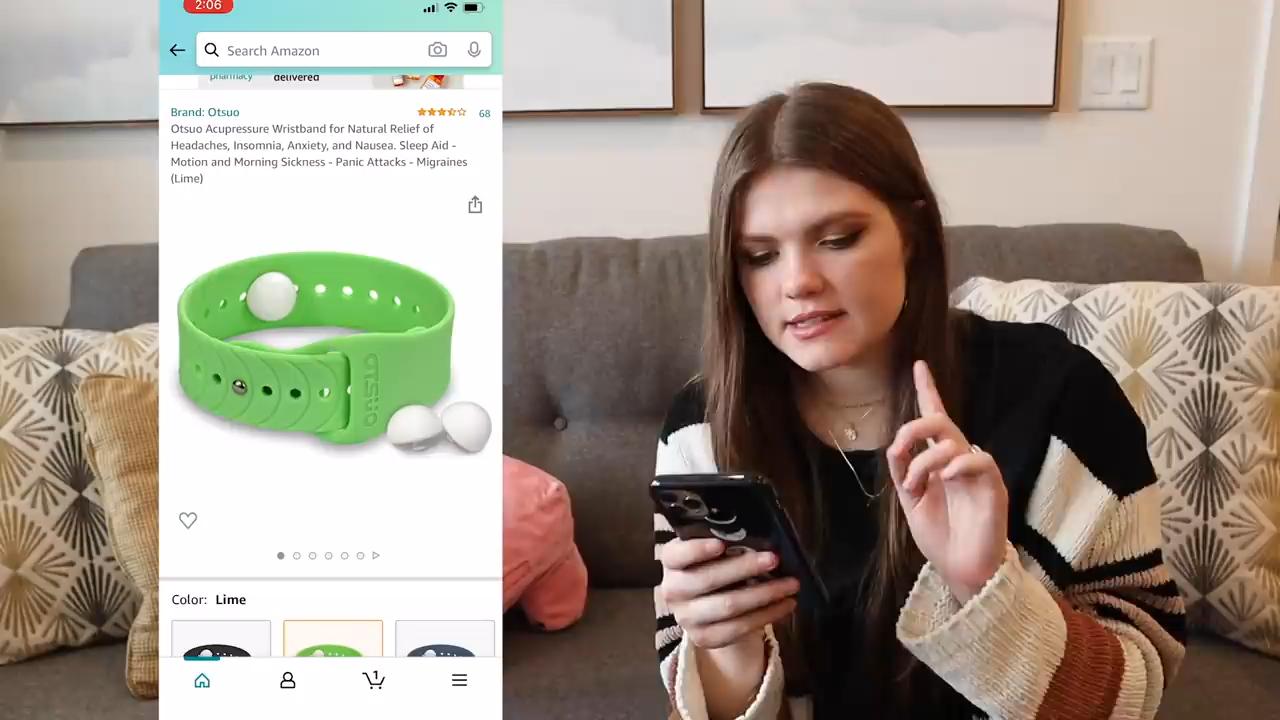 2:06
Search Amazon
pharmacy delivered
Brand: Otsuo 68
Otsuo Acupressure Wristband for Natural Relief of
Headaches, Insomnia, Anxiety, and Nausea. Sleep Aid -
Motion and Morning Sickness - Panic Attacks - Migraines
(Lime)
OTSUO
Color: Lime
1